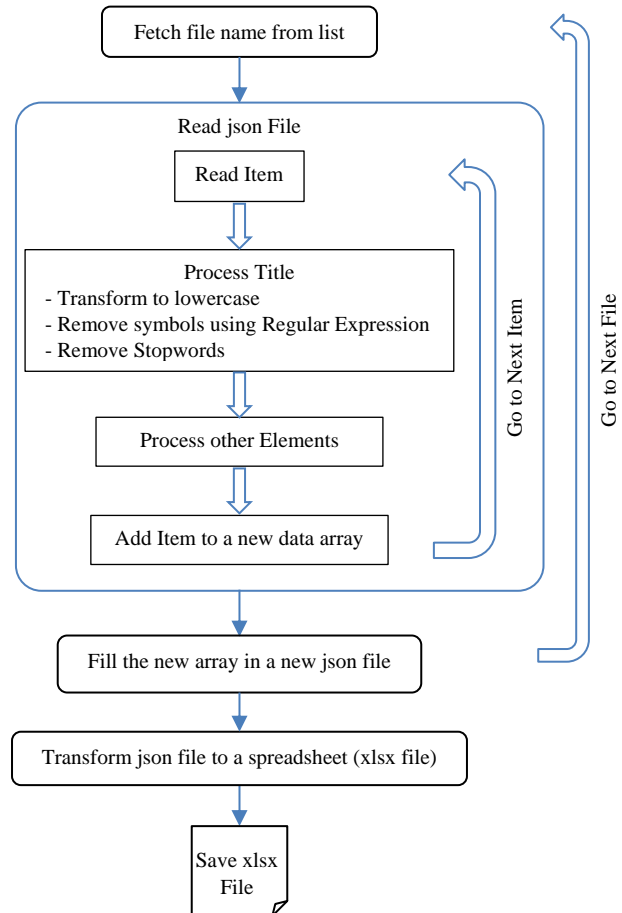 Fetch file name from list
Read json File
Read Item
Process Title
- Transform to lowercase
- Remove symbols using Regular Expression
- Remove Stopwords
Process other Elements
Add Item to a new data array
Go to Next Item
Go to Next File
Fill the new array in a new json file
Transform json file to a spreadsheet (xlsx file)
Save xlsx
File